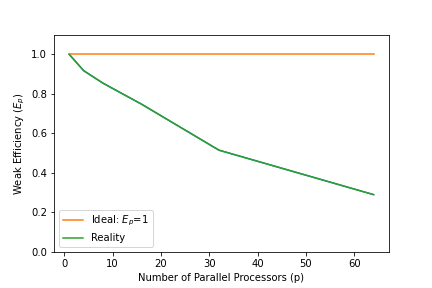 1.0
0.8
0.6
0.4
0.2
0.0
Weak Efficiency (Eₚ)
Ideal: Eₚ=1
Reality
0 10 20 30 40 50 60
Number of Parallel Processors (p)